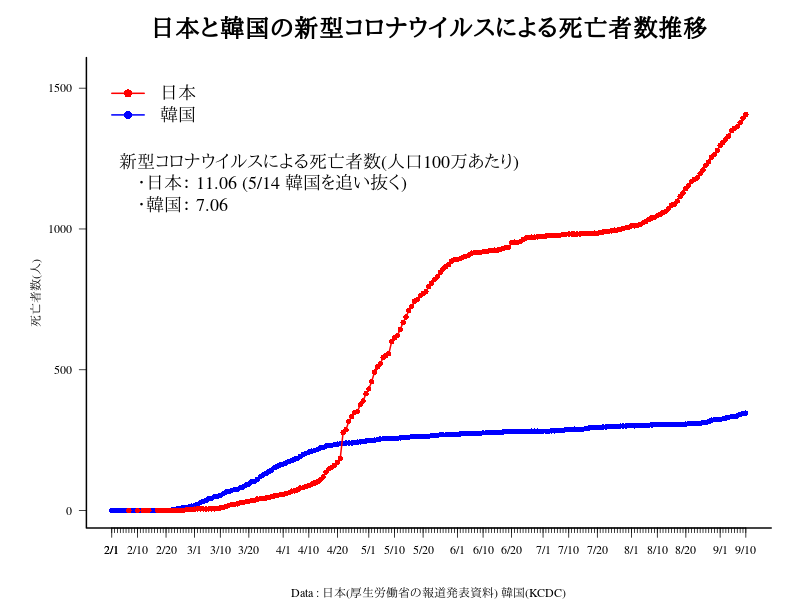 日本と韓国の新型コロナウイルスによる死亡者数推移
日本
韓国
新型コロナウイルスによる死亡者数(人口100万あたり)
・日本： 11.06 (5/14 韓国を追い抜く)
・韓国： 7.06
死亡者数(人)
1500
1000
500
0
2/1 2/10 2/20 3/1 3/10 3/20 4/1 4/10 4/20 5/1 5/10 5/20 6/1 6/10 6/20 7/1 7/10 7/20 8/1 8/10 8/20 9/1 9/10
Data : 日本(厚生労働省の報道発表資料) 韓国(KCDC)